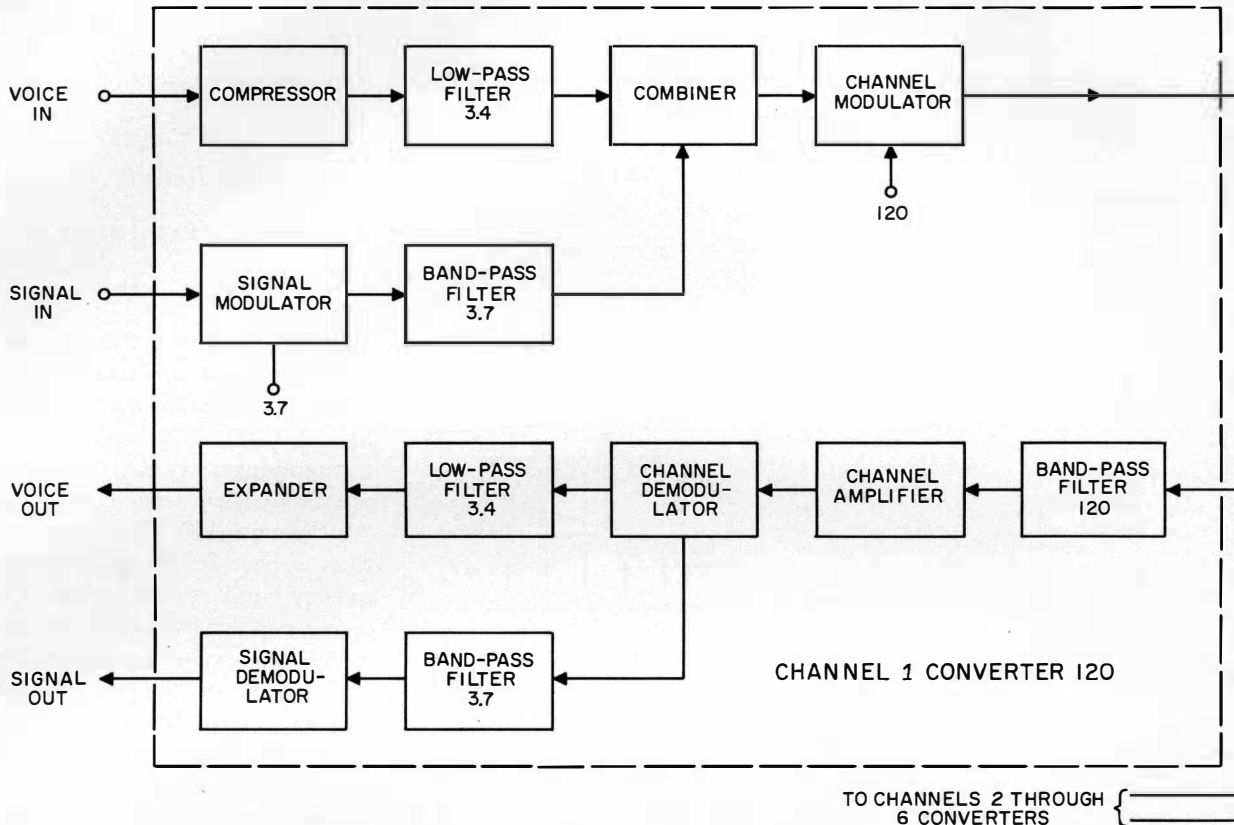 VOICE
IN
COMPRESSOR
LOW-PASS
FILTER
3.4
COMBINER
CHANNEL
MODULATOR
120
SIGNAL
IN
SIGNAL
MODULATOR
BAND-PASS
FILTER
3.7
3.7
VOICE
OUT
EXPANDER
LOW-PASS
FILTER
3.4
CHANNEL
DEMODU-
LATOR
CHANNEL
AMPLIFIER
BAND-PASS
FILTER
120
SIGNAL
OUT
SIGNAL
DEMODU-
LATOR
BAND-PASS
FILTER
3.7
CHANNEL 1 CONVERTER 120
TO CHANNELS 2 THROUGH
6 CONVERTERS